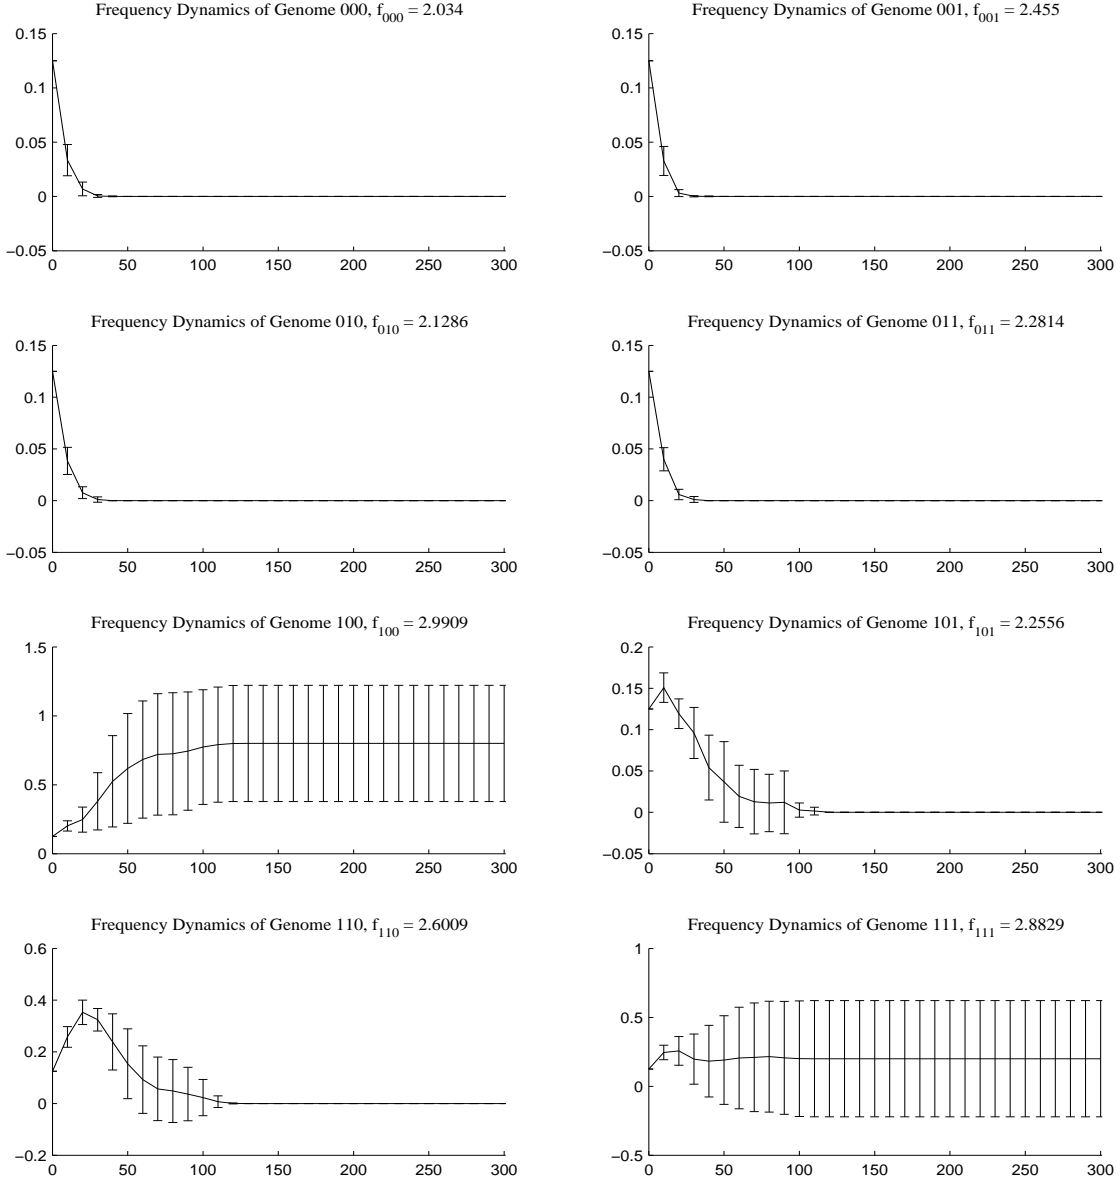 Frequency Dynamics of Genome 000, f000 = 2.034
0.15
0.1
0.05
0
−0.05
0 50 100 150 200 250 300
Frequency Dynamics of Genome 001, f001 = 2.455
0.15
0.1
0.05
0
−0.05
0 50 100 150 200 250 300
Frequency Dynamics of Genome 010, f010 = 2.1286
0.15
0.1
0.05
0
−0.05
0 50 100 150 200 250 300
Frequency Dynamics of Genome 011, f011 = 2.2814
0.15
0.1
0.05
0
−0.05
0 50 100 150 200 250 300
Frequency Dynamics of Genome 100, f100 = 2.9909
1.5
1
0.5
0
0 50 100 150 200 250 300
Frequency Dynamics of Genome 101, f101 = 2.2556
0.2
0.15
0.1
0.05
0
−0.05
0 50 100 150 200 250 300
Frequency Dynamics of Genome 110, f110 = 2.6009
0.6
0.4
0.2
0
−0.2
0 50 100 150 200 250 300
Frequency Dynamics of Genome 111, f111 = 2.8829
1
0.5
0
−0.5
0 50 100 150 200 250 300